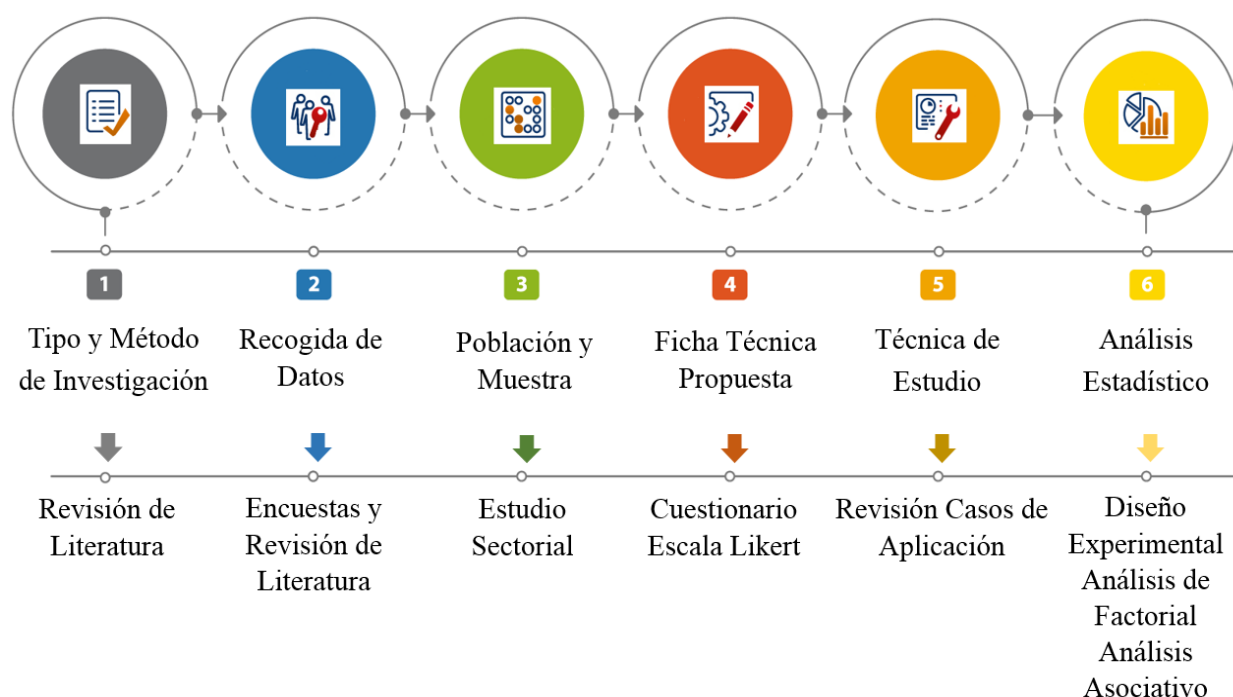 1
2
3
4
5
6
Tipo y Método
de Investigación
Recogida de
Datos
Población y
Muestra
Ficha Técnica
Propuesta
Técnica de
Estudio
Análisis
Estadístico
Revisión de
Literatura
Encuestas y
Revisión de
Literatura
Estudio
Sectorial
Cuestionario
Escala Likert
Revisión Casos de
Aplicación
Diseño
Experimental
Análisis de
Factorial
Análisis
Asociativo